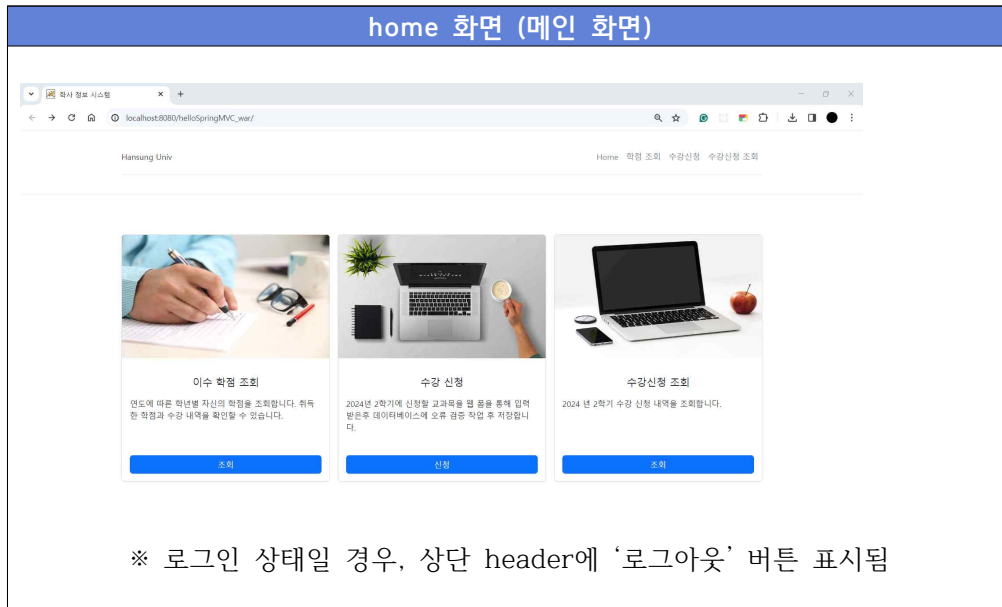 home 화면 (메인 화면)
학사 정보 시스템
localhost:8080/helloSpringMVC_war/
Hansung Univ
Home 학점 조회 수강신청 수강신청 조회
이수 학점 조회
연도에 따른 학년별 자신의 학점을 조회합니다. 취득
한 학점과 수강 내역을 확인할 수 있습니다.
조회
수강 신청
2024년 2학기에 신청할 교과목을 웹 폼을 통해 입력
받은후 데이터베이스에 오류 검증 작업 후 저장합니
다.
신청
수강신청 조회
2024 년 2학기 수강 신청 내역을 조회합니다.
조회
※ 로그인 상태일 경우, 상단 header에 ‘로그아웃’ 버튼 표시됨